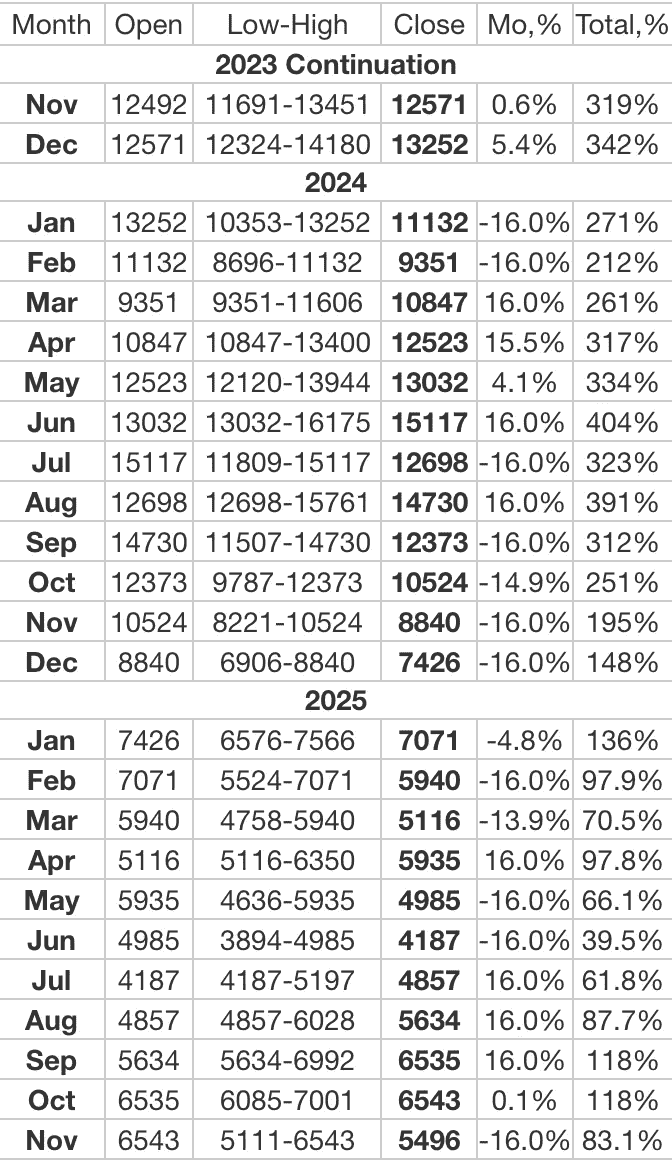 Month Open Low-High Close Mo,% Total,%
2023 Continuation
Nov 12492 11691-13451 12571 0.6% 319%
Dec 12571 12324-14180 13252 5.4% 342%
2024
Jan 13252 10353-13252 11132 -16.0% 271%
Feb 11132 8696-11132 9351 -16.0% 212%
Mar 9351 9351-11606 10847 16.0% 261%
Apr 10847 10847-13400 12523 15.5% 317%
May 12523 12120-13944 13032 4.1% 334%
Jun 13032 13032-16175 15117 16.0% 404%
Jul 15117 11809-15117 12698 -16.0% 323%
Aug 12698 12698-15761 14730 16.0% 391%
Sep 14730 11507-14730 12373 -16.0% 312%
Oct 12373 9787-12373 10524 -14.9% 251%
Nov 10524 8221-10524 8840 -16.0% 195%
Dec 8840 6906-8840 7426 -16.0% 148%
2025
Jan 7426 6576-7566 7071 -4.8% 136%
Feb 7071 5524-7071 5940 -16.0% 97.9%
Mar 5940 4758-5940 5116 -13.9% 70.5%
Apr 5116 5116-6350 5935 16.0% 97.8%
May 5935 4636-5935 4985 -16.0% 66.1%
Jun 4985 3894-4985 4187 -16.0% 39.5%
Jul 4187 4187-5197 4857 16.0% 61.8%
Aug 4857 4857-6028 5634 16.0% 87.7%
Sep 5634 5634-6992 6535 16.0% 118%
Oct 6535 6085-7001 6543 0.1% 118%
Nov 6543 5111-6543 5496 -16.0% 83.1%